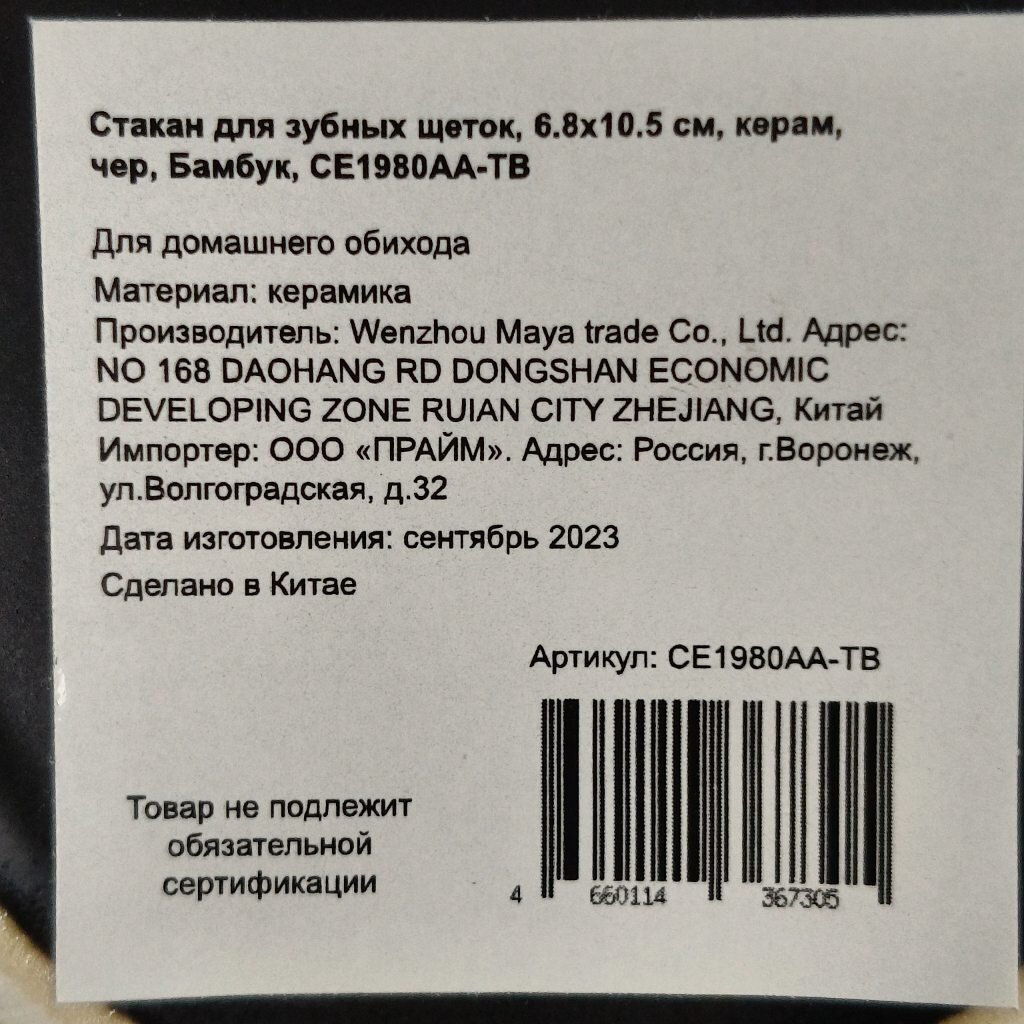 Стакан для зубных щеток, 6.8х10.5 см, керам,
чер, Бамбук, CE1980AA-TB
Для домашнего обихода
Материал: керамика
Производитель: Wenzhou Maya trade Co., Ltd. Адрес:
NO 168 DAOHANG RD DONGSHAN ECONOMIC
DEVELOPING ZONE RUIAN CITY ZHEJIANG, Китай
Импортер: ООО «ПРАЙМ». Адрес: Россия, г.Воронеж,
ул.Волгоградская, д.32
Дата изготовления: сентябрь 2023
Сделано в Китае
Артикул: CE1980AA-TB
Товар не подлежит
обязательной
сертификации
4 660114 367305